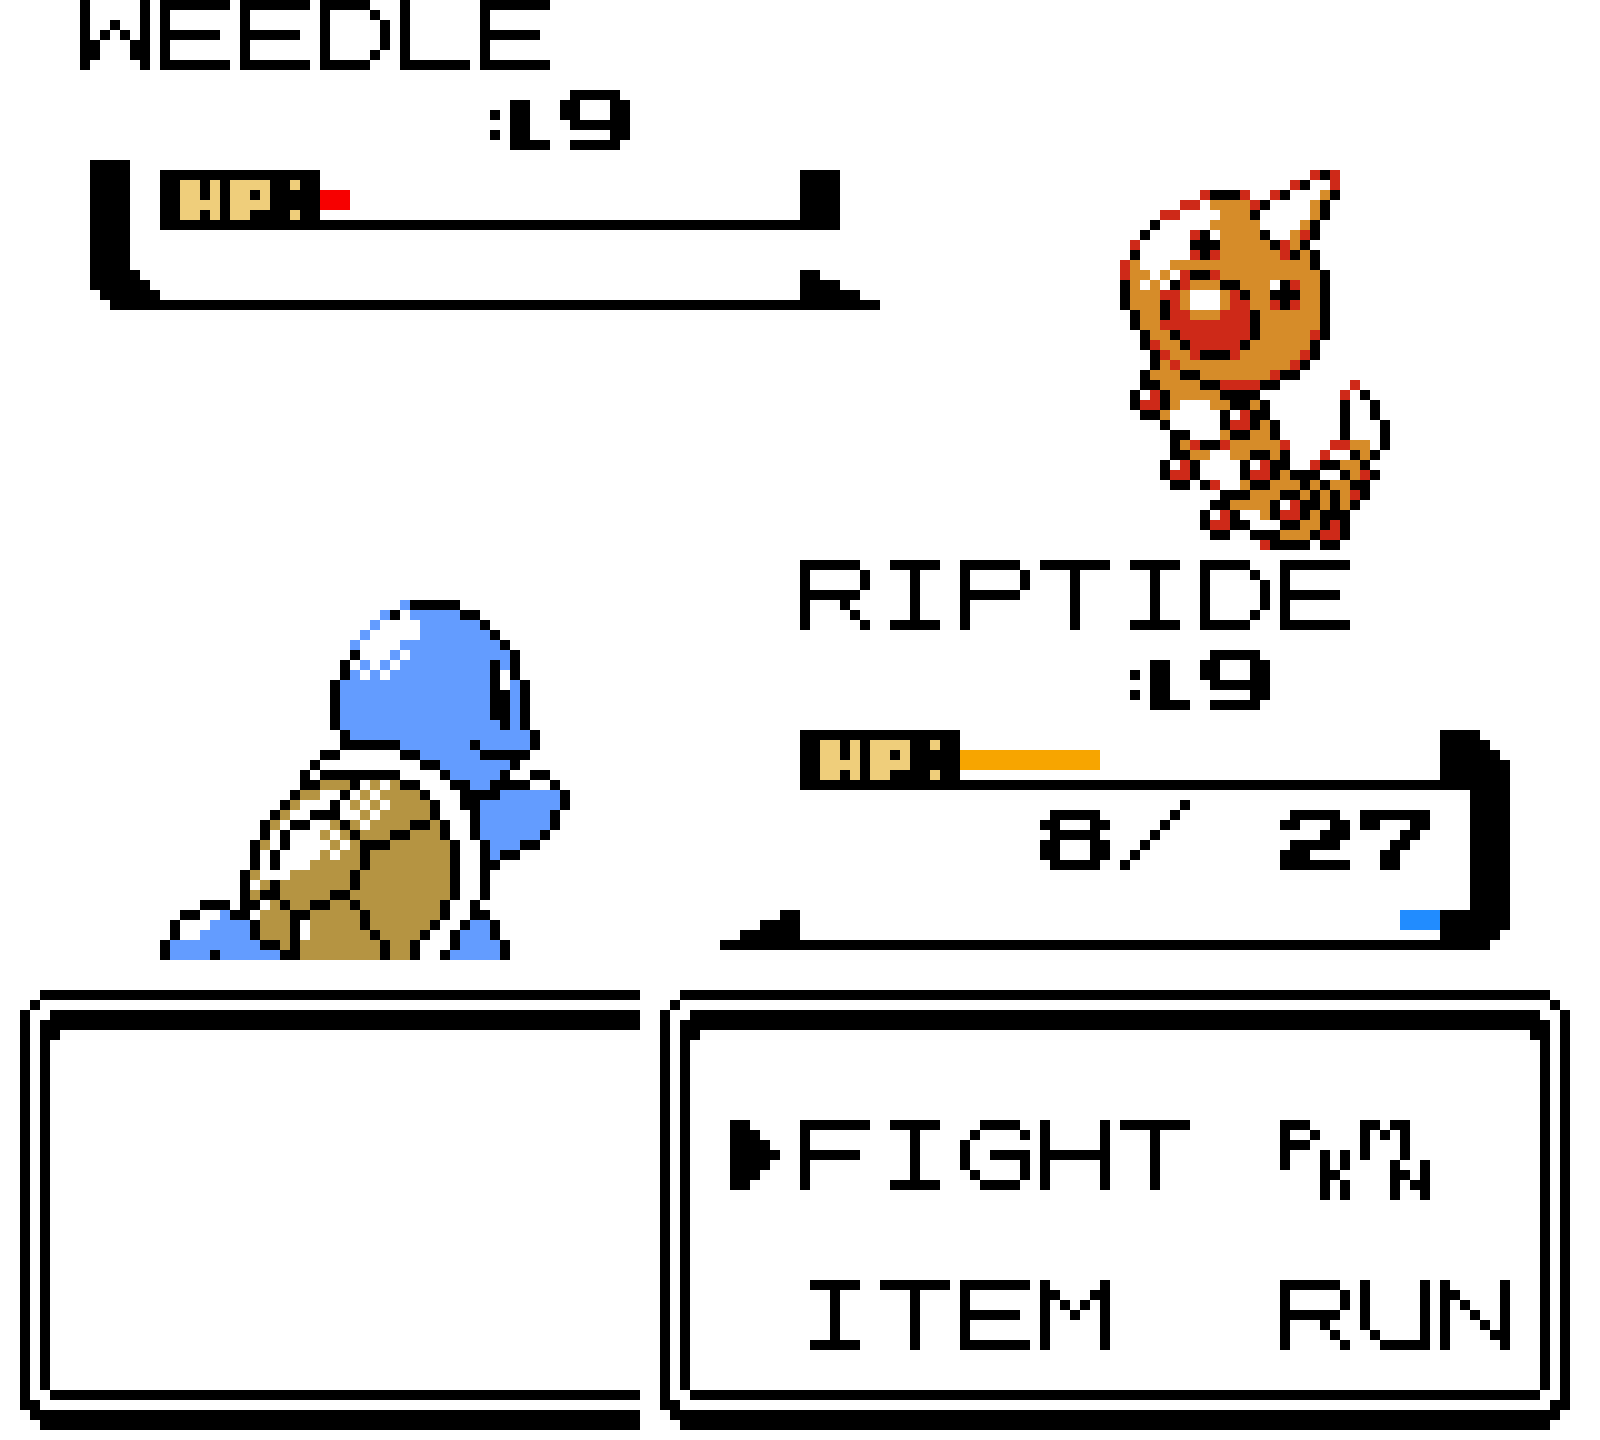 WEEDLE
:L9
HP:
RIPTIDE
:L9
HP:
8/ 27
FIGHT PKMN
ITEM RUN